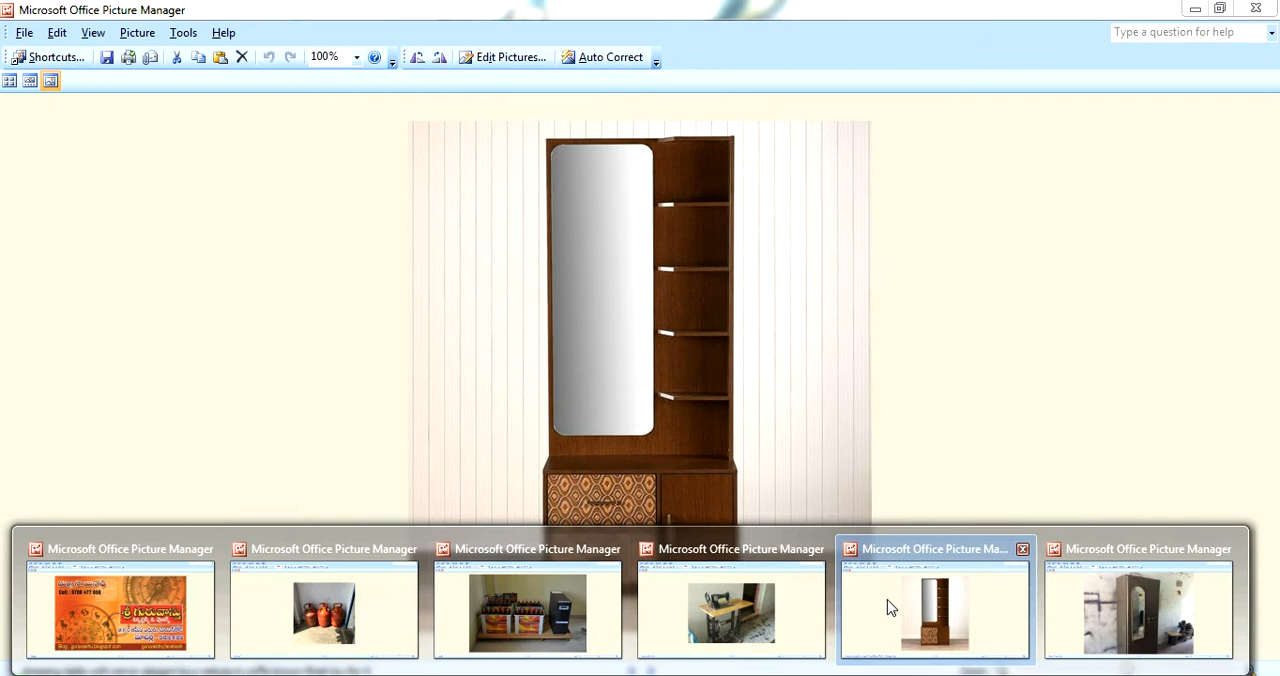 Microsoft Office Picture Manager
File Edit View Picture Tools Help
Type a question for help
Shortcuts... 100% Edit Pictures... Auto Correct
Microsoft Office Picture Manager
Microsoft Office Picture Manager
Microsoft Office Picture Manager
Microsoft Office Picture Manager
Microsoft Office Picture Ma...
Microsoft Office Picture Manager